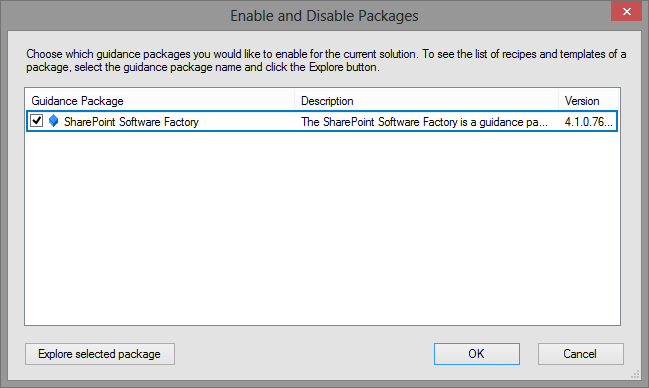 Enable and Disable Packages
Choose which guidance packages you would like to enable for the current solution. To see the list of recipes and templates of a
package, select the guidance package name and click the Explore button.
Guidance Package Description Version
SharePoint Software Factory The SharePoint Software Factory is a guidance pa... 4.1.0.76...
Explore selected package OK Cancel